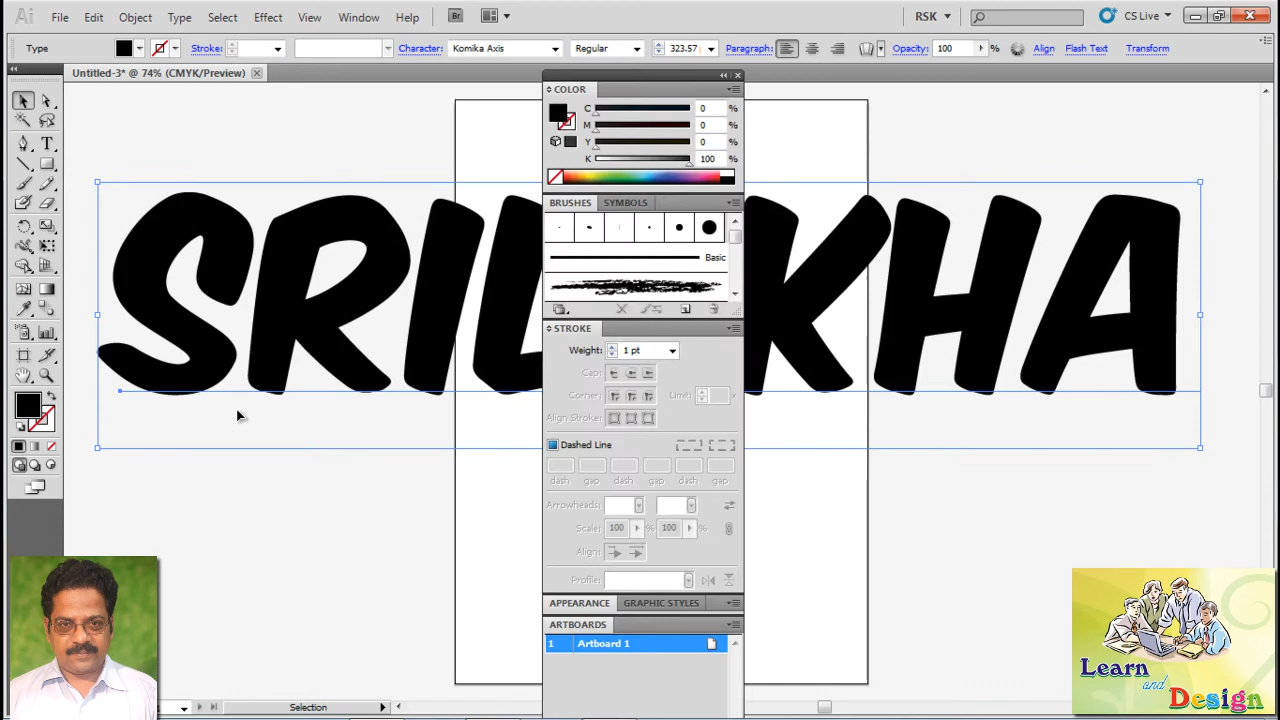 Ai File Edit Object Type Select Effect View Window Help Br RSK CS Live
Type Stroke: Character: Komika Axis Regular 323.57 Paragraph: Opacity: 100 % Align Flash Text Transform
Untitled-3* @ 74% (CMYK/Preview)
COLOR
C 0 %
M 0 %
Y 0 %
K 100 %
BRUSHES SYMBOLS
Basic
SRIL KHA
STROKE
Weight: 1 pt
Cap:
Corner: Limit: x
Align Stroke:
Dashed Line
dash gap dash gap dash gap
Arrowheads:
Scale: 100 % 100 %
Align:
Profile:
APPEARANCE GRAPHIC STYLES
ARTBOARDS
1 Artboard 1
Selection
Learn
and
Design